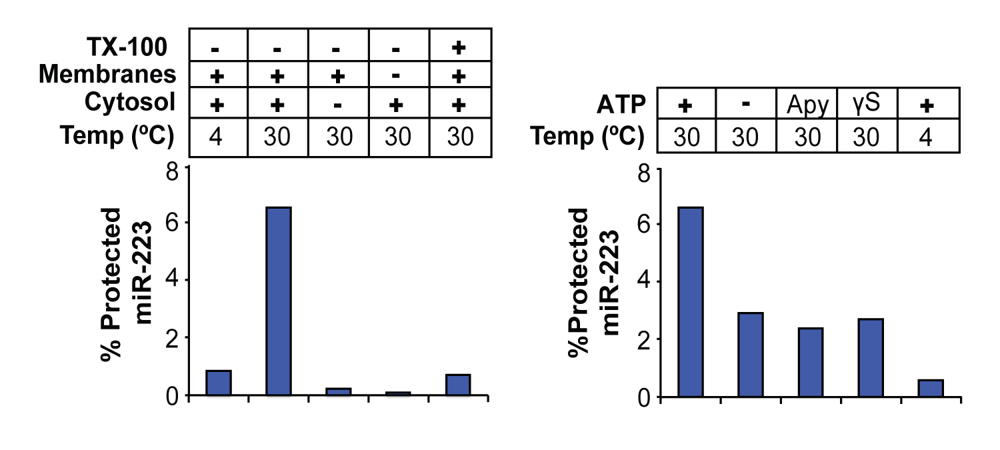 TX-100 - - - - +
Membranes + + + - +
Cytosol + + - + +
Temp (ºC) 4 30 30 30 30
8
6
4
2
0
% Protected
miR-223
ATP + - Apy γS +
Temp (ºC) 30 30 30 30 4
8
6
4
2
0
%Protected
miR-223